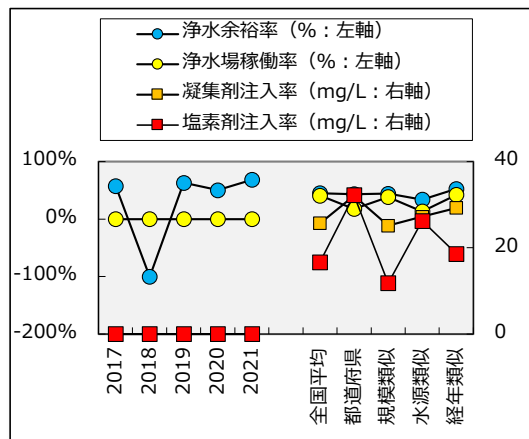 浄水余裕率（%：左軸）
浄水場稼働率（%：左軸）
凝集剤注入率（mg/L：右軸）
塩素剤注入率（mg/L：右軸）
100%
0%
-100%
-200%
40
20
0
2017
2018
2019
2020
2021
全国平均
都道府県
規模類似
水源類似
経年類似